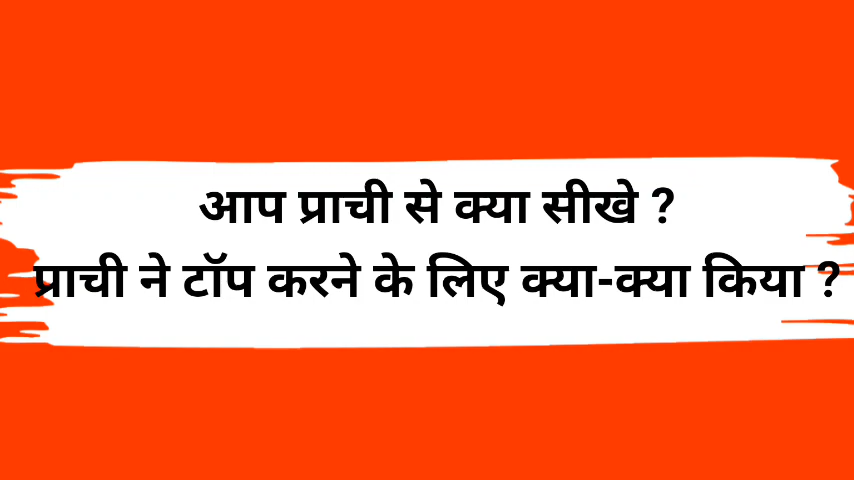 आप प्राची से क्या सीखे ?
प्राची ने टॉप करने के लिए क्या-क्या किया ?